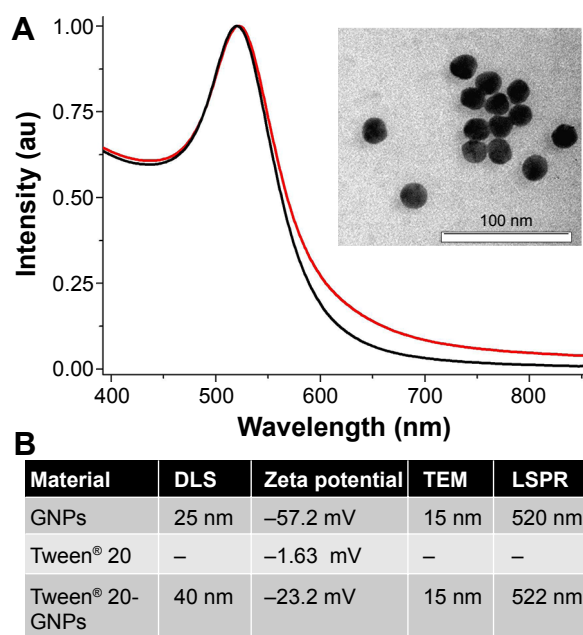 A
Intensity (au)
1.00
0.75
0.50
0.25
0.00
100 nm
400 500 600 700 800
Wavelength (nm)
B
Material DLS Zeta potential TEM LSPR
GNPs 25 nm –57.2 mV 15 nm 520 nm
Tween® 20 – –1.63 mV – –
Tween® 20- 40 nm –23.2 mV 15 nm 522 nm
GNPs